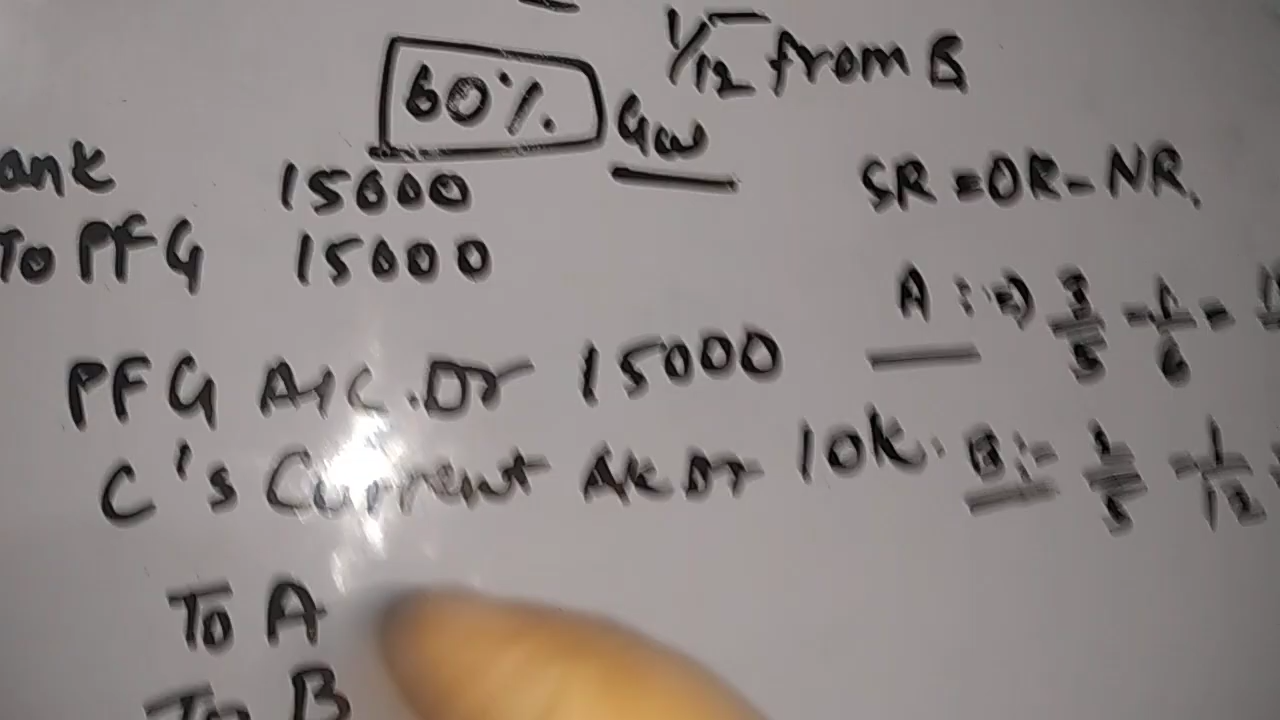 1/12 from B
60% G(w)
ank 15000
SR = OR - NR.
To PFG 15000
A :⇒ 3/5 - 1/6 =
PFG A/C. Dr 15000
C's Current A/c Dr 10k.
B:- 1/5 - 1/12
To A
To B